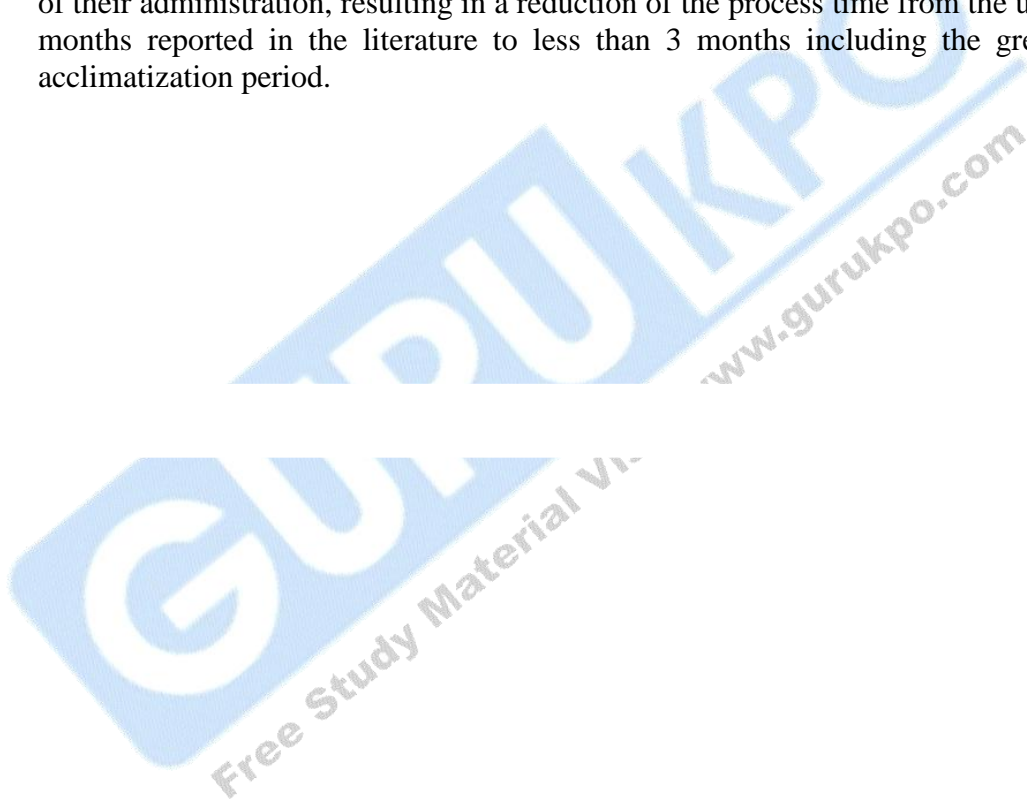 of their administration, resulting in a reduction of the process time from the
months reported in the literature to less than 3 months including the
acclimatization period.
GURUKPO
www.gurukpo.com
Free Study Material